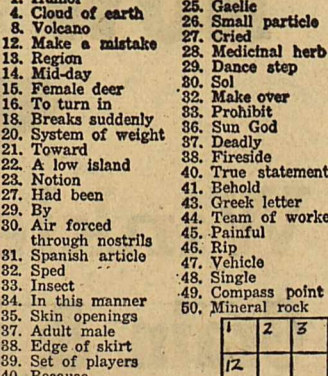 4. Cloud of earth
8. Volcano
12. Make a mistake
13. Region
14. Mid-day
15. Female deer
16. To turn in
18. Breaks suddenly
20. System of weight
21. Toward
22. A low island
23. Notion
27. Had been
29. By
30. Air forced
through nostrils
31. Spanish article
32. Sped
33. Insect
34. In this manner
35. Skin openings
37. Adult male
38. Edge of skirt
39. Set of players
25. Gaelic
26. Small particle
27. Cried
28. Medicinal herb
29. Dance step
30. Sol
32. Make over
33. Prohibit
36. Sun God
37. Deadly
38. Fireside
40. True statement
41. Behold
43. Greek letter
44. Team of worke
45. Painful
46. Rip
47. Vehicle
48. Single
49. Compass point
50. Mineral rock
1 2 3
12